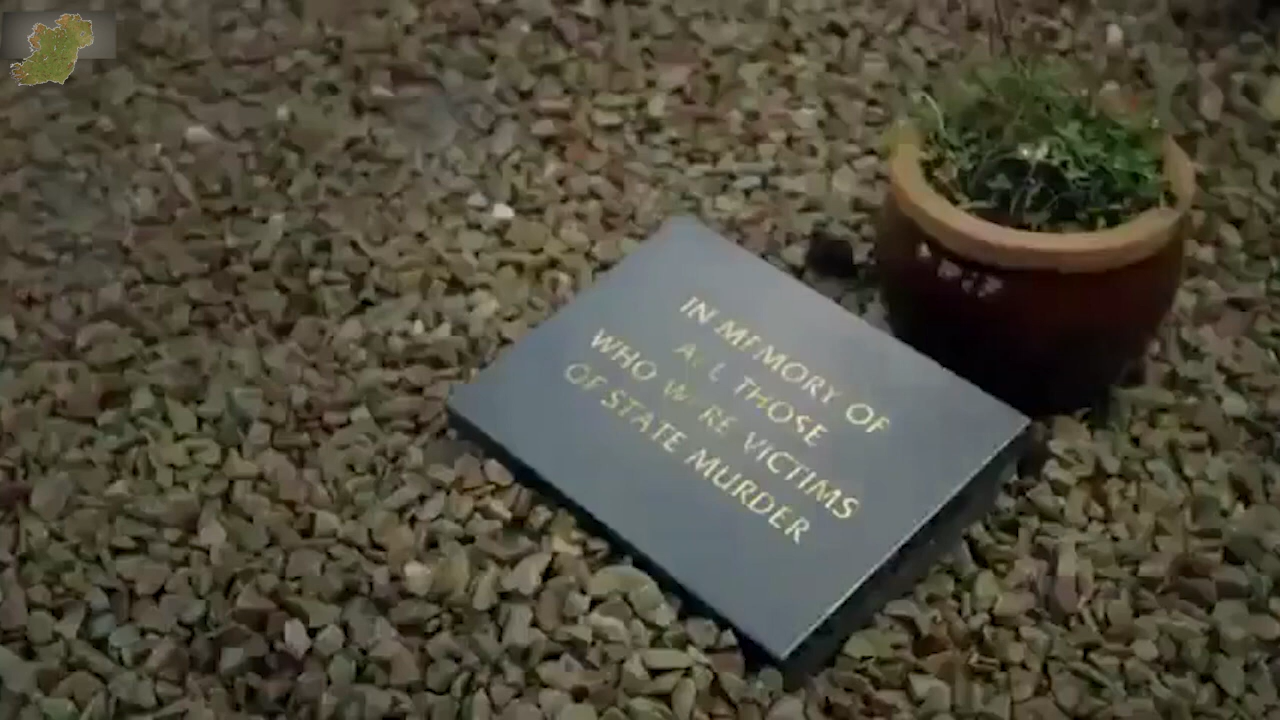 IN MEMORY OF
ALL THOSE
WHO WERE VICTIMS
OF STATE MURDER